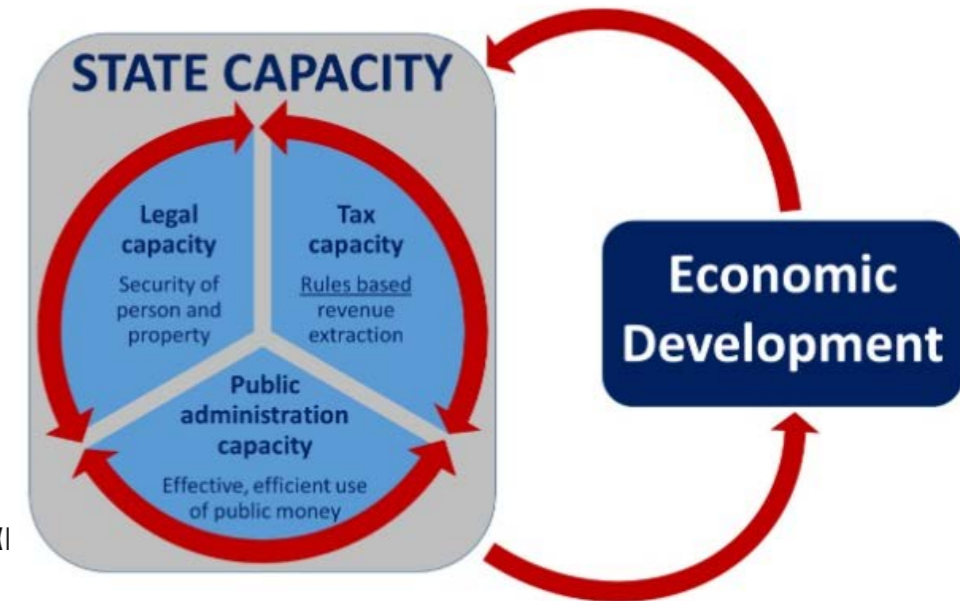 STATE CAPACITY
Legal
capacity
Security of
person and
property
Tax
capacity
Rules based
revenue
extraction
Public
administration
capacity
Effective, efficient use
of public money
Economic
Development